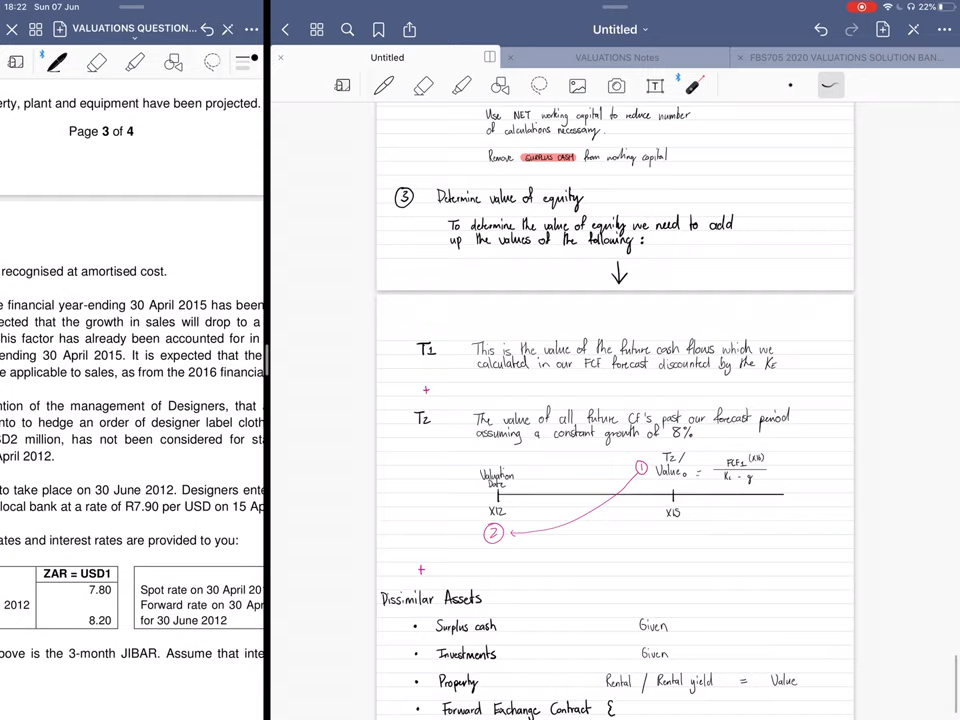 18:22 Sun 07 Jun
22%
VALUATIONS QUESTION...
Untitled
Untitled
VALUATIONS Notes
FBS705 2020 VALUATIONS SOLUTION BAN...
erty, plant and equipment have been projected.
Page 3 of 4
recognised at amortised cost.
e financial year-ending 30 April 2015 has been
ected that the growth in sales will drop to a
his factor has already been accounted for in
ending 30 April 2015. It is expected that the
e applicable to sales, as from the 2016 financia
ntion of the management of Designers, that
nto to hedge an order of designer label cloth
SD2 million, has not been considered for st
April 2012.
to take place on 30 June 2012. Designers ente
local bank at a rate of R7.90 per USD on 15 Ap
ates and interest rates are provided to you:
ZAR = USD1
7.80
2012
8.20
Spot rate on 30 April 20
Forward rate on 30 Apr
for 30 June 2012
bove is the 3-month JIBAR. Assume that inte
Use NET working capital to reduce number
of calculations necessary.
Remove SURPLUS CASH from working capital
3 Determine value of equity
To determine the value of equity we need to add
up the values of the following :
T1 This is the value of the future cash flows which we
calculated in our FCF forecast discounted by the KE
+
T2 The value of all future CF's past our forecast period
assuming a constant growth of 8%
Valuation
Date
X12
1
T2 /
Value0 = FCF1 (X16)
Ke - g
X15
2
+
Dissimilar Assets
• Surplus cash Given
• Investments Given
• Property Rental / Rental yield = Value
• Forward Exchange Contract {